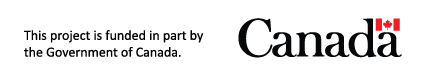 This project is funded in part by
the Government of Canada.
Canada